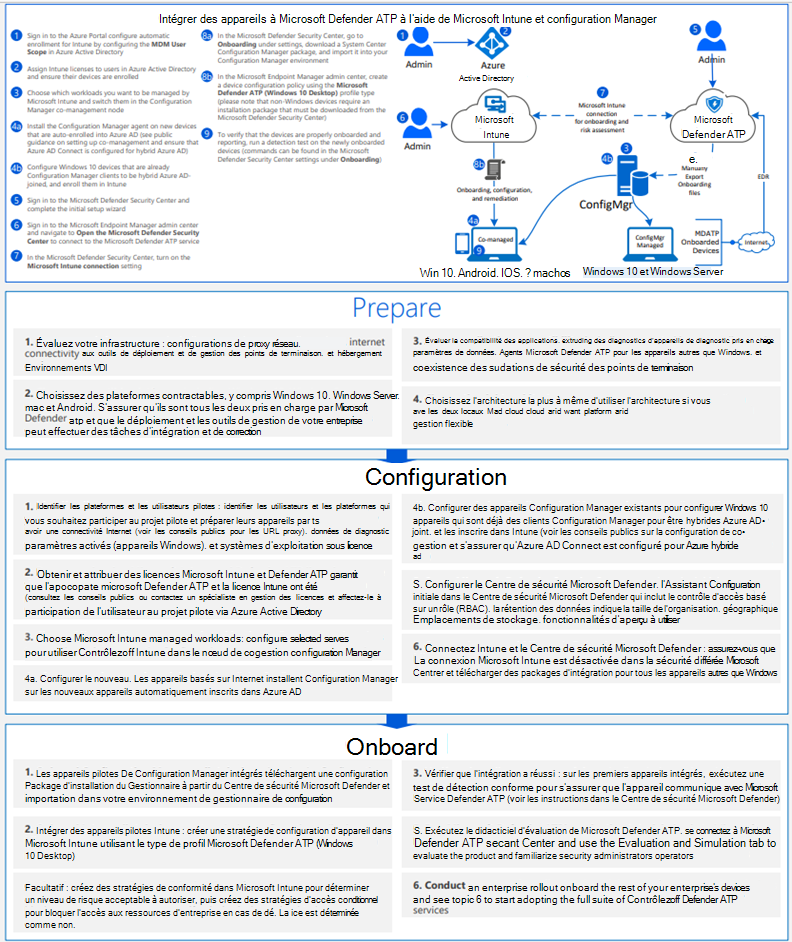 Intégrer des appareils à Microsoft Defender ATP à l'aide de Microsoft Intune et configuration Manager
1 Sign in to the Azure Portal configure automatic
enrollment for Intune by configuring the MDM User
Scope in Azure Active Directory
2 Assign Intune licenses to users in Azure Active Directory
and ensure their devices are enrolled
3 Choose which workloads you want to be managed by
Microsoft Intune and switch them in the Configuration
Manager co-management node
4a Install the Configuration Manager agent on new devices
that are auto-enrolled into Azure AD (see public
guidance on setting up co-management and ensure that
Azure AD Connect is configured for hybrid Azure AD)
4b Configure Windows 10 devices that are already
Configuration Manager clients to be hybrid Azure AD-
joined, and enroll them in Intune
5 Sign in to the Microsoft Defender Security Center and
complete the initial setup wizard
6 Sign in to the Microsoft Endpoint Manager admin center
and navigate to Open the Microsoft Defender Security
Center to connect to the Microsoft Defender ATP service
7 In the Microsoft Defender Security Center, turn on the
Microsoft Intune connection setting
8a In the Microsoft Defender Security Center, go to
Onboarding under settings, download a System Center
Configuration Manager package, and import it into your
Configuration Manager environment
8b In the Microsoft Endpoint Manager admin center, create
a device configuration policy using the Microsoft
Defender ATP (Windows 10 Desktop) profile type
(please note that non-Windows devices require an
installation package that must be downloaded from the
Microsoft Defender Security Center)
9 To verify that the devices are properly onboarded and
reporting, run a detection test on the newly onboarded
devices (commands can be found in the Microsoft
Defender Security Center settings under Onboarding)
1
Admin
2
Azure
Active Directory
5
Admin
6
Admin
Microsoft
Intune
7
Microsoft Intune
connection
for onboarding and
risk assessment
Microsoft
Defender ATP
e.
8b
Onboarding, configuration,
and remediation
3
4b
ConfigMgr
Manuany
Export
Onboarding
files
EDR
4a
Co-managed
9
ConfigMgr
Managed
MDATP
Onboarded
Devices
Internet
Win 10. Android. IOS. ? machos
Windows 10 et Windows Server
Prepare
1. Évaluez votre infrastructure : configurations de proxy réseau. internet
connectivity aux outils de déploiement et de gestion des points de terminaison. et hébergement
Environnements VDI
2. Choisissez des plateformes contractables, y compris Windows 10. Windows Server.
mac et Android. S'assurer qu'ils sont tous les deux pris en charge par Microsoft
Defender atp et que le déploiement et les outils de gestion de votre entreprise
peut effectuer des tâches d'intégration et de correction
3. Évaluer la compatibilité des applications. extruding des diagnostics d'appareils de diagnostic pris en chage
paramètres de données. Agents Microsoft Defender ATP pour les appareils autres que Windows. et
coexistence des sudations de sécurité des points de terminaison
4. Choisissez l'architecture la plus à même d'utiliser l'architecture si vous
ave les deux locaux Mad cloud cloud arid want platform arid
gestion flexible
Configuration
1. Identifier les plateformes et les utilisateurs pilotes : identifier les utilisateurs et les plateformes qui
vous souhaitez participer au projet pilote et préparer leurs appareils par ts
avoir une connectivité Internet (voir les conseils publics pour les URL proxy). données de diagnostic
paramètres activés (appareils Windows). et systèmes d'exploitation sous licence
2. Obtenir et attribuer des licences Microsoft Intune et Defender ATP garantit
que l'apocopate microsoft Defender ATP et la licence Intune ont été
(consultez les conseils publics ou contactez un spécialiste en gestion des licences et affectez-le à
participation de l'utilisateur au projet pilote via Azure Active Directory
3. Choose Microsoft Intune managed workloads: configure selected serves
pour utiliser Contrôlezoff Intune dans le nœud de cogestion configuration Manager
4a. Configurer le nouveau. Les appareils basés sur Internet installent Configuration Manager
sur les nouveaux appareils automatiquement inscrits dans Azure AD
4b. Configurer des appareils Configuration Manager existants pour configurer Windows 10
appareils qui sont déjà des clients Configuration Manager pour être hybrides Azure AD-
joint. et les inscrire dans Intune (voir les conseils publics sur la configuration de co-
gestion et s'assurer qu'Azure AD Connect est configuré pour Azure hybride
ad
S. Configurer le Centre de sécurité Microsoft Defender. l'Assistant Configuration
initiale dans le Centre de sécurité Microsoft Defender qui inclut le contrôle d'accès basé
sur un rôle (RBAC). la rétention des données indique la taille de l'organisation. géographique
Emplacements de stockage. fonctionnalités d'aperçu à utiliser
6. Connectez Intune et le Centre de sécurité Microsoft Defender : assurez-vous que
La connexion Microsoft Intune est désactivée dans la sécurité différée Microsoft
Centrer et télécharger des packages d'intégration pour tous les appareils autres que Windows
Onboard
1. Les appareils pilotes De Configuration Manager intégrés téléchargent une configuration
Package d'installation du Gestionnaire à partir du Centre de sécurité Microsoft Defender et
importation dans votre environnement de gestionnaire de configuration
2. Intégrer des appareils pilotes Intune : créer une stratégie de configuration d'appareil dans
Microsoft Intune utilisant le type de profil Microsoft Defender ATP (Windows
10 Desktop)
Facultatif : créez des stratégies de conformité dans Microsoft Intune pour déterminer
un niveau de risque acceptable à autoriser, puis créez des stratégies d'accès conditionnel
pour bloquer l'accès aux ressources d'entreprise en cas de dé. La ice est déterminée
comme non.
3. Vérifier que l'intégration a réussi : sur les premiers appareils intégrés, exécutez une
test de détection conforme pour s'assurer que l'appareil communique avec Microsoft
Service Defender ATP (voir les instructions dans le Centre de sécurité Microsoft Defender)
S. Exécutez le didacticiel d'évaluation de Microsoft Defender ATP. se connectez à Microsoft
Defender ATP secant Center and use the Evaluation and Simulation tab to
evaluate the product and familiarize security administrators operators
6. Conduct an enterprise rollout onboard the rest of your enterprise's devices
and see topic 6 to start adopting the full suite of Contrôlezoff Defender ATP
services